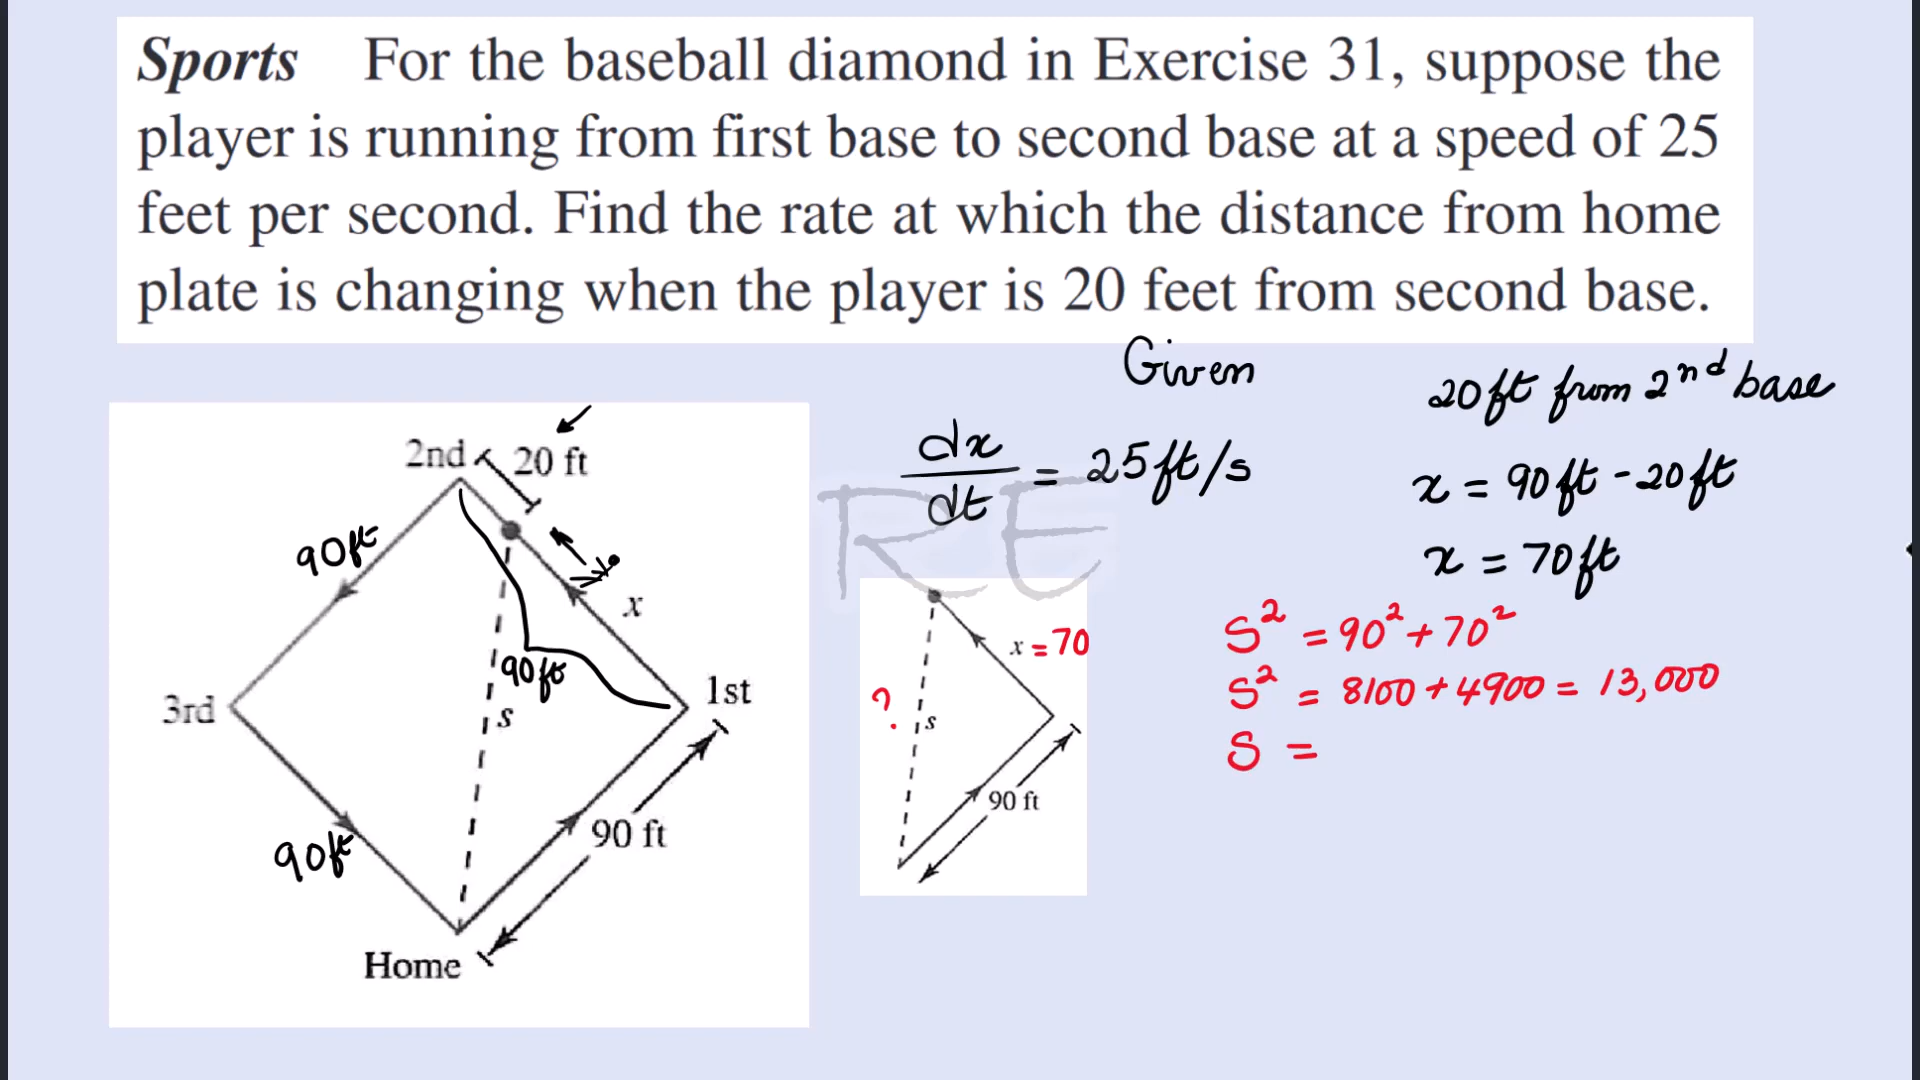 Sports For the baseball diamond in Exercise 31, suppose the
player is running from first base to second base at a speed of 25
feet per second. Find the rate at which the distance from home
plate is changing when the player is 20 feet from second base.
Given
dx
dt
= 25ft/s
20ft from 2nd base
x = 90ft - 20ft
x = 70ft
S² = 90² + 70²
S² = 8100 + 4900 = 13,000
S =
2nd
20 ft
90ft
x
90ft
1st
3rd
s
90 ft
90ft
Home
RE
x = 70
?
s
90 ft